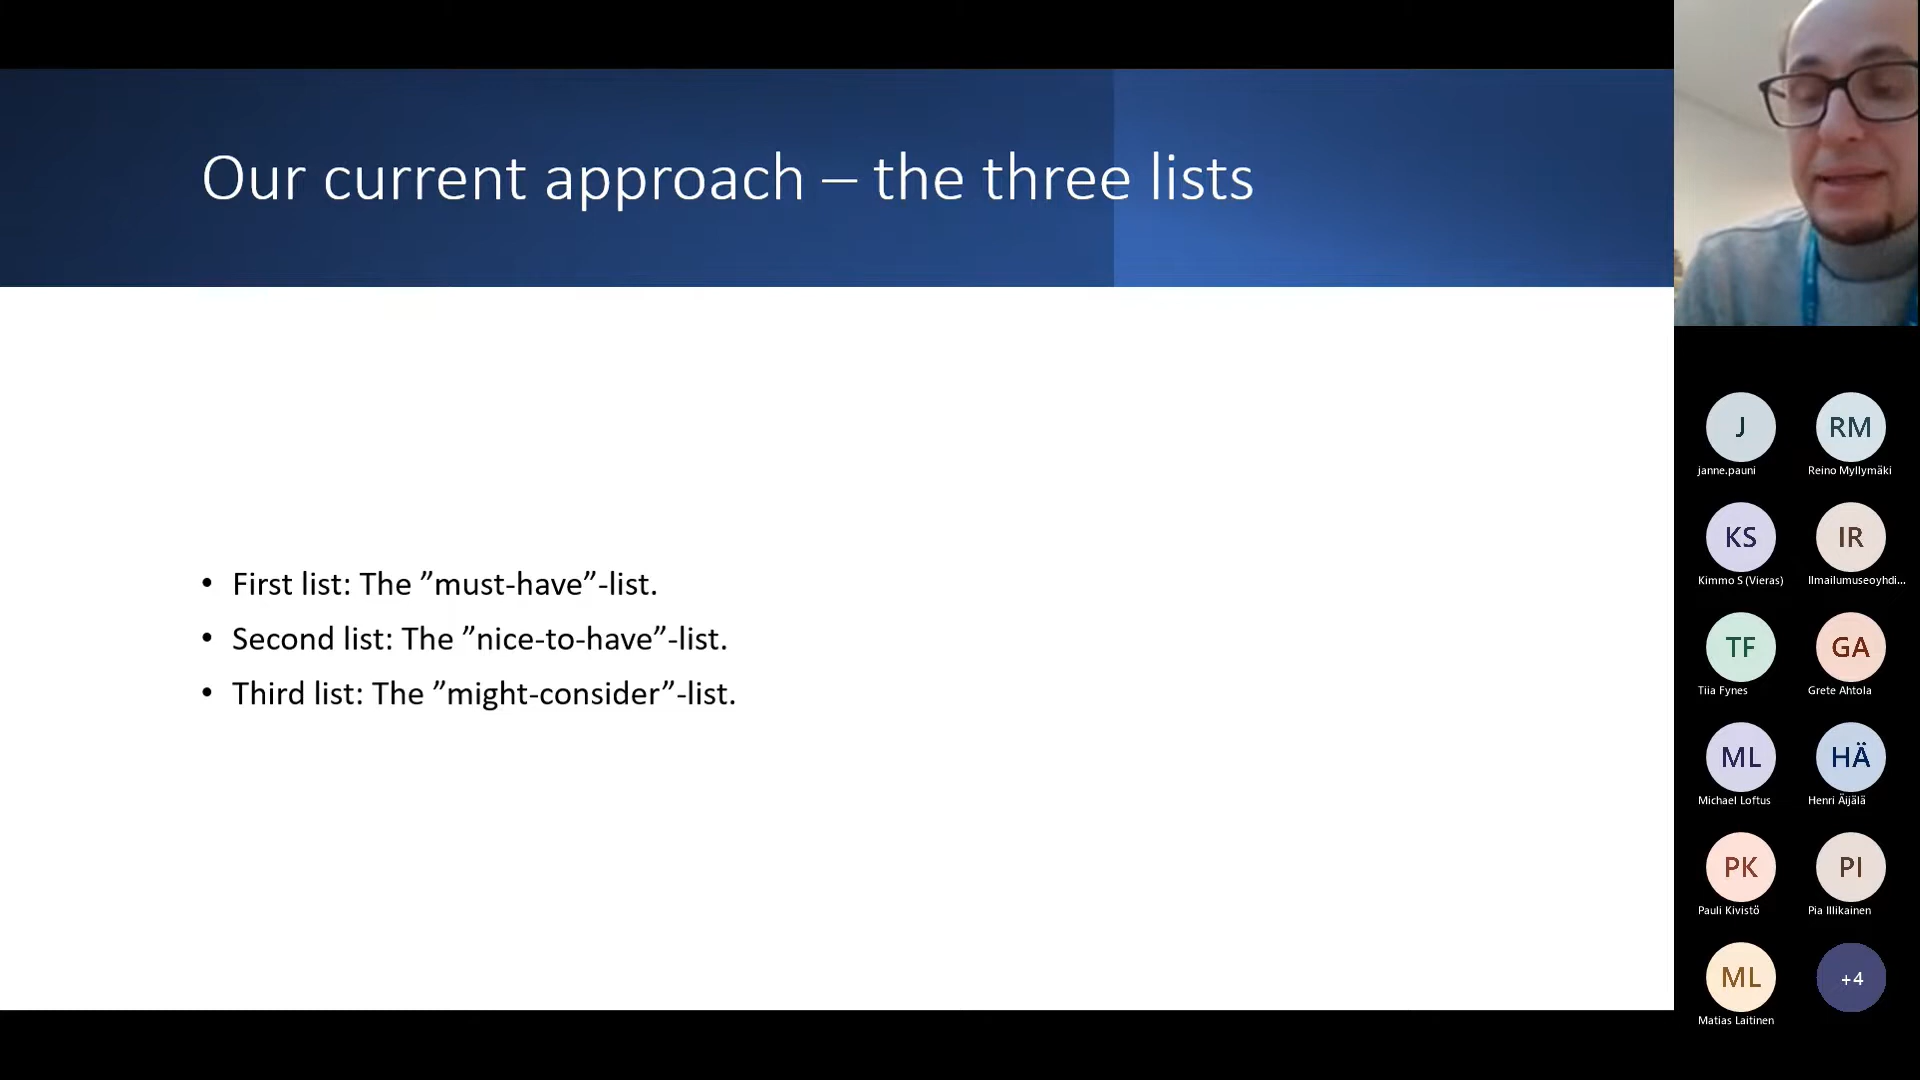 Our current approach – the three lists
• First list: The ”must-have”-list.
• Second list: The ”nice-to-have”-list.
• Third list: The ”might-consider”-list.
J
janne.pauni
RM
Reino Myllymäki
KS
Kimmo S (Vieras)
IR
Ilmailumuseoyhdi...
TF
Tiia Fynes
GA
Grete Ahtola
ML
Michael Loftus
HÄ
Henri Äijälä
PK
Pauli Kivistö
PI
Pia Illikainen
ML
Matias Laitinen
+4